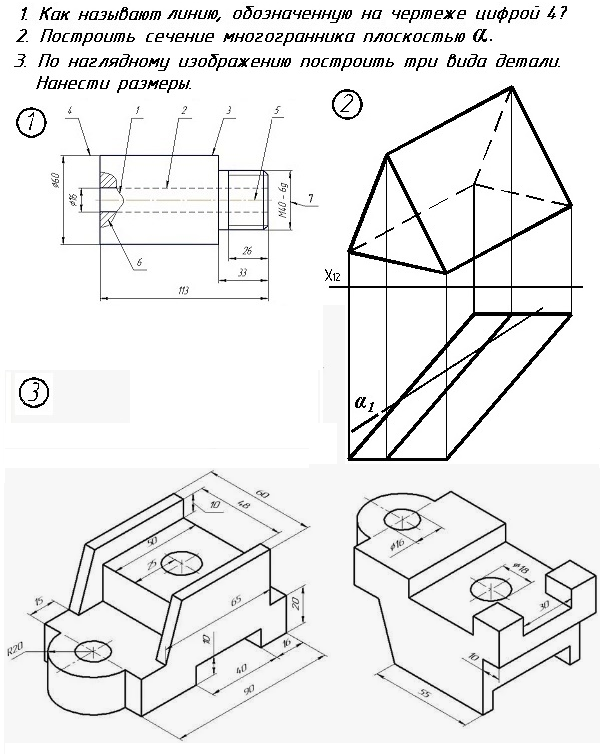 1. Как называют линию, обозначенную на чертеже цифрой 4?
2. Построить сечение многогранника плоскостью α.
3. По наглядному изображению построить три вида детали.
Нанести размеры.
1
4 1 2 3 5
Ø60
Ø16
M40-6g
7
6
26
33
113
2
X12
α1
3
60
48
10
50
25
15
R20
65
20
10
16
40
90
Ø16
Ø18
30
10
55